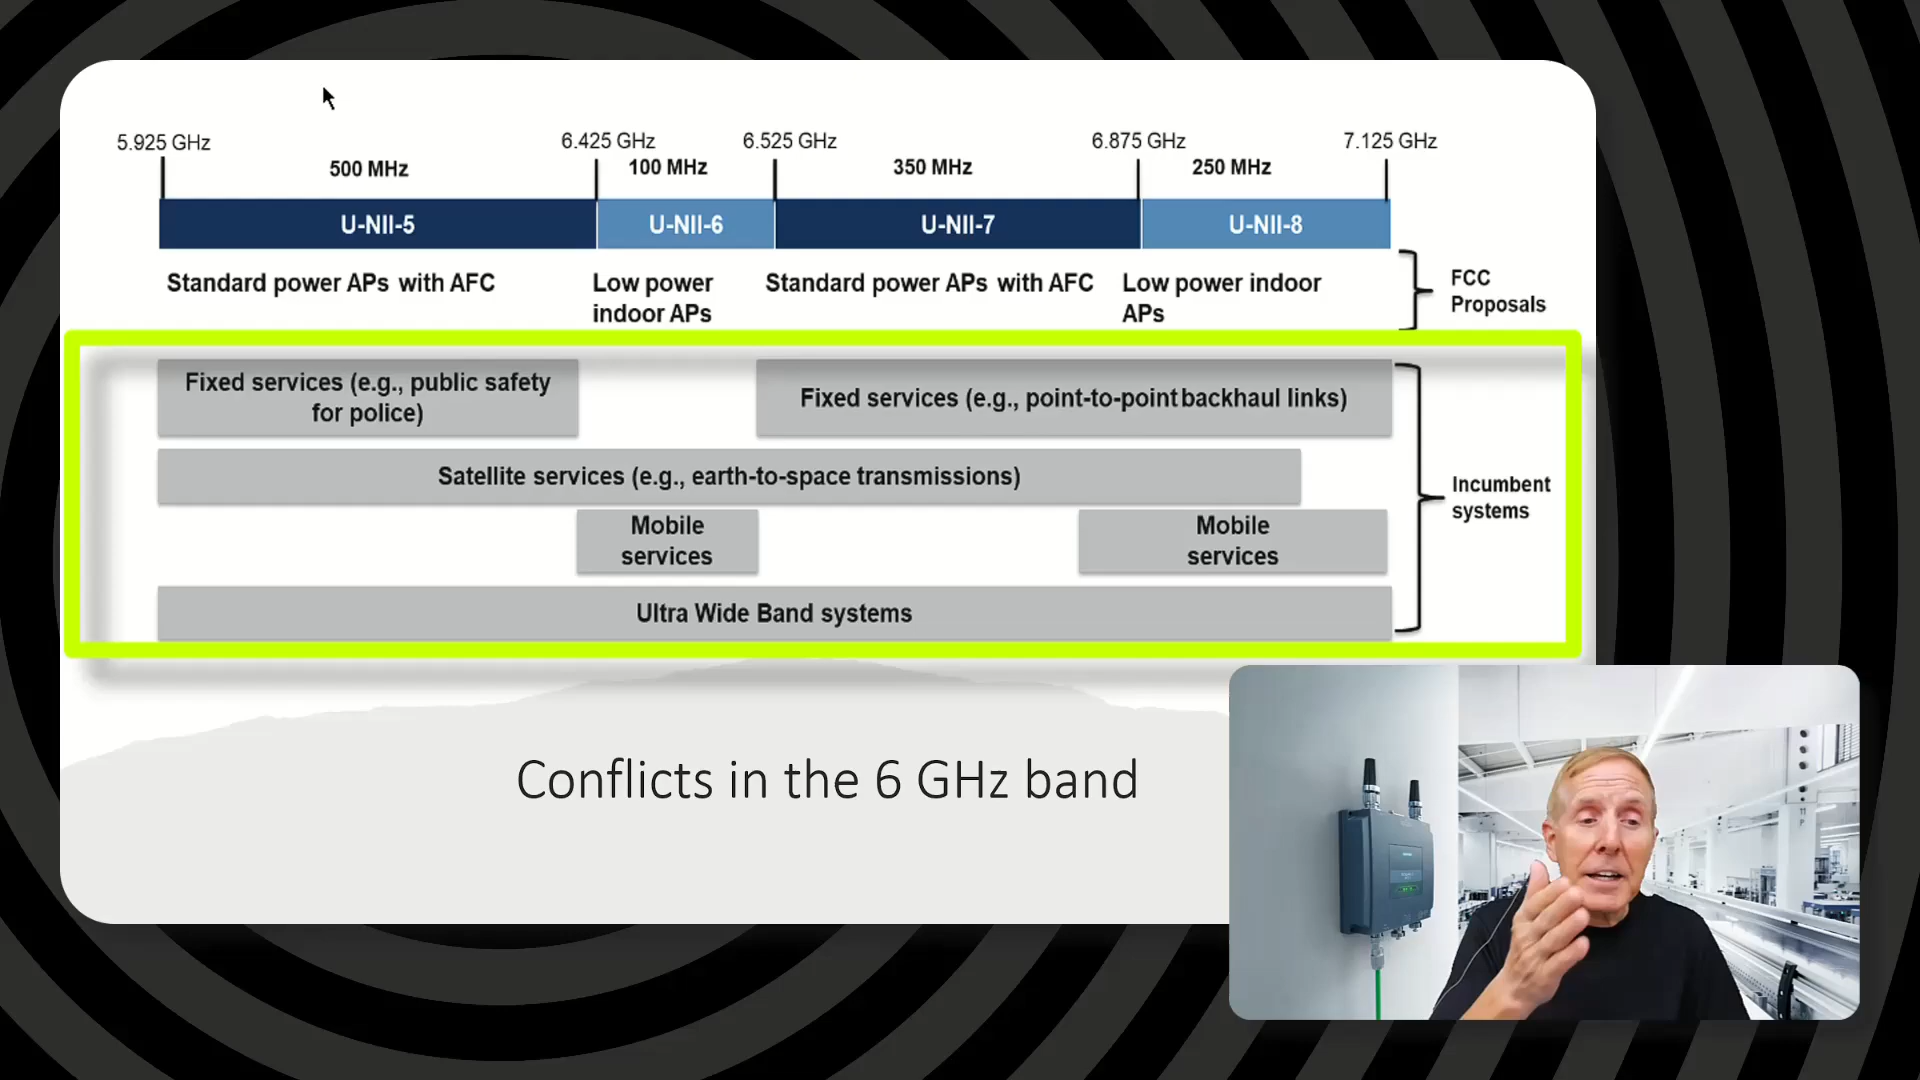 5.925 GHz
6.425 GHz
6.525 GHz
6.875 GHz
7.125 GHz
500 MHz
100 MHz
350 MHz
250 MHz
U-NII-5
U-NII-6
U-NII-7
U-NII-8
Standard power APs with AFC
Low power
indoor APs
Standard power APs with AFC
Low power indoor
APs
FCC
Proposals
Fixed services (e.g., public safety
for police)
Fixed services (e.g., point-to-point backhaul links)
Satellite services (e.g., earth-to-space transmissions)
Mobile
services
Mobile
services
Ultra Wide Band systems
Incumbent
systems
Conflicts in the 6 GHz band